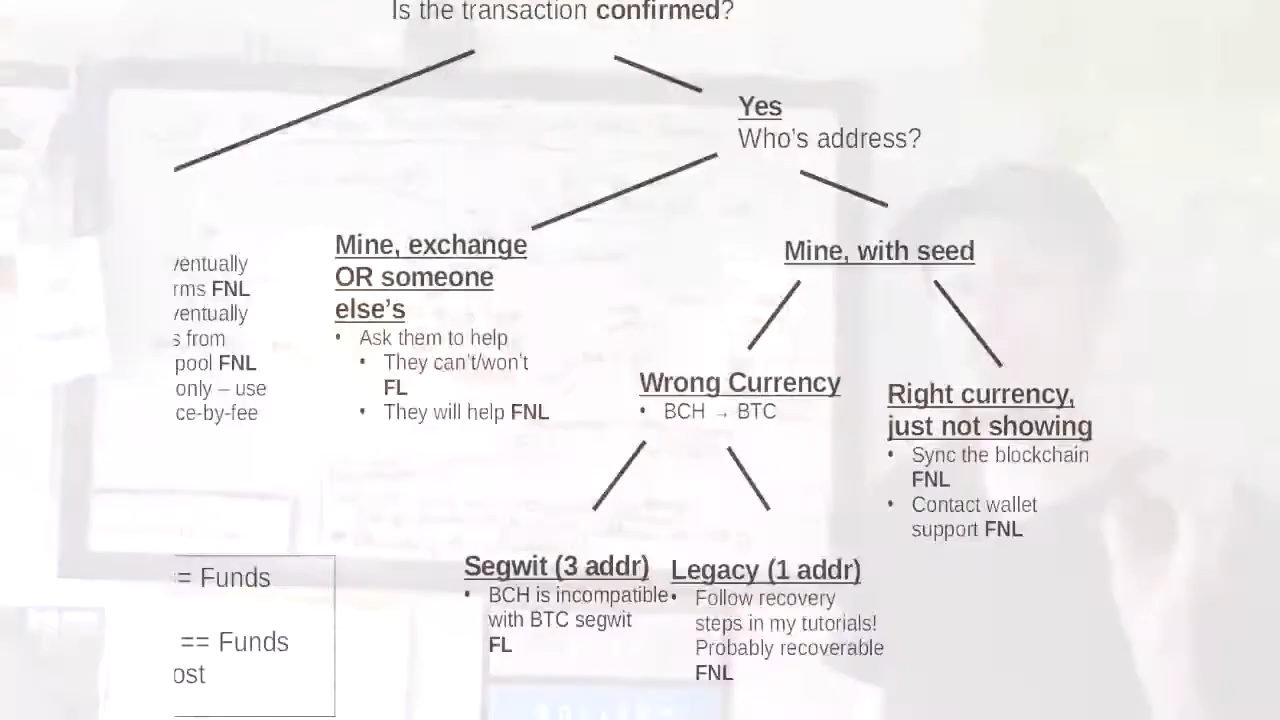 Is the transaction confirmed?
Yes
Who's address?
Mine, exchange
OR someone
else's
• Ask them to help
• They can't/won't
FL
• They will help FNL
Mine, with seed
Wrong Currency
• BCH → BTC
Right currency,
just not showing
• Sync the blockchain
FNL
• Contact wallet
support FNL
Segwit (3 addr)
• BCH is incompatible
with BTC segwit
FL
Legacy (1 addr)
• Follow recovery
steps in my tutorials!
Probably recoverable
FNL
ventually
rms FNL
ventually
s from
pool FNL
only – use
ce-by-fee
= Funds
== Funds
ost